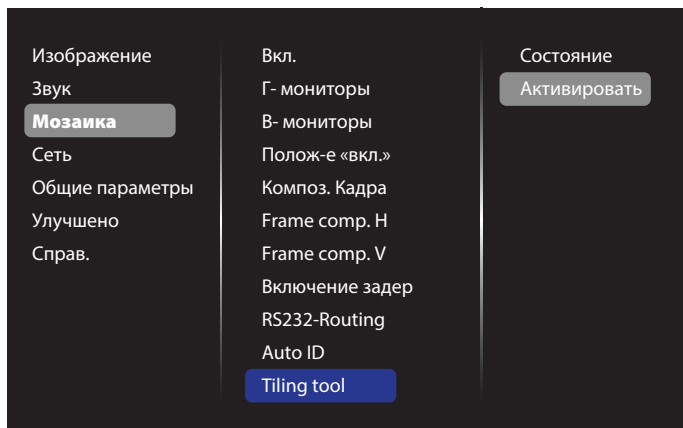 Изображение
Звук
Мозаика
Сеть
Общие параметры
Улучшено
Справ.
Вкл.
Г- мониторы
В- мониторы
Полож-е «вкл.»
Композ. Кадра
Frame comp. H
Frame comp. V
Включение задер
RS232-Routing
Auto ID
Tiling tool
Состояние
Активировать